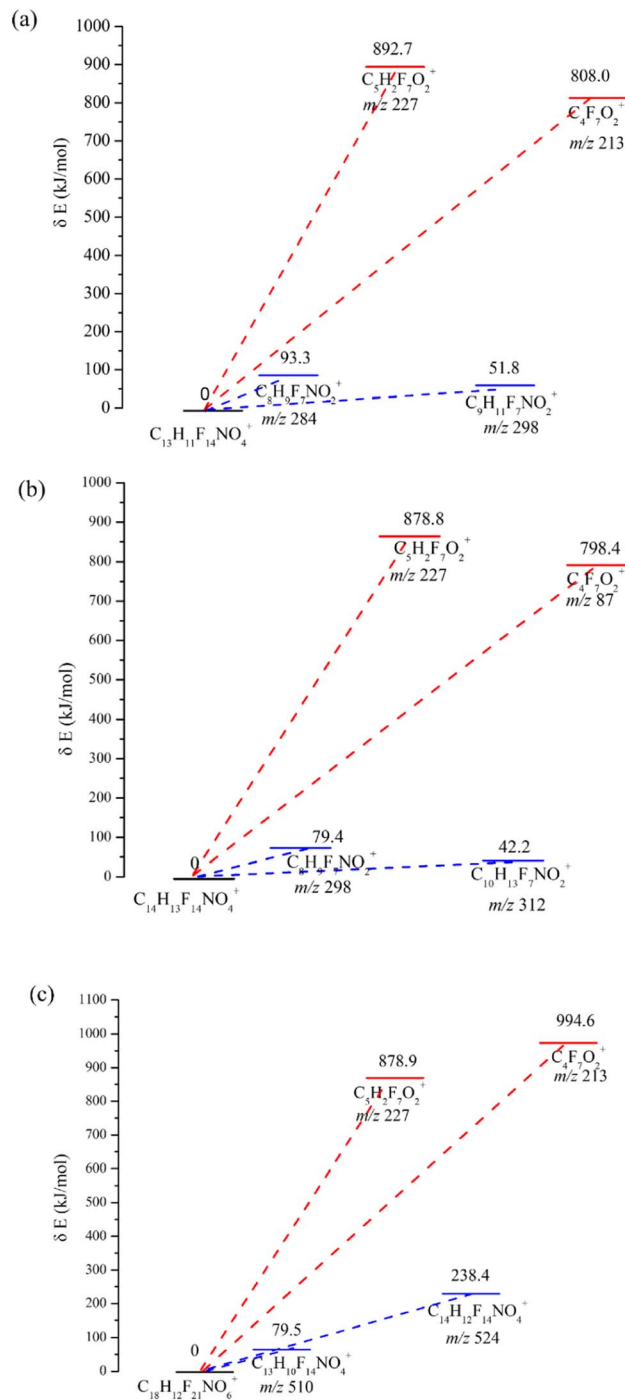 (a)
1000
900
800
700
600
500
400
300
200
100
0
δ E (kJ/mol)
892.7
C₅H₂F₇O₂⁺
m/z 227
808.0
C₄F₇O₂⁺
m/z 213
93.3
C₈H₉F₇NO₂⁺
m/z 284
51.8
C₉H₁₁F₇NO₂⁺
m/z 298
0
C₁₃H₁₁F₁₄NO₄⁺
(b)
1000
900
800
700
600
500
400
300
200
100
0
δ E (kJ/mol)
878.8
C₅H₂F₇O₂⁺
m/z 227
798.4
C₄F₇O₂⁺
m/z 87
79.4
C₈H₉F₇NO₂⁺
m/z 298
42.2
C₁₀H₁₃F₇NO₂⁺
m/z 312
0
C₁₄H₁₃F₁₄NO₄⁺
(c)
1100
1000
900
800
700
600
500
400
300
200
100
0
δ E (kJ/mol)
994.6
C₄F₇O₂⁺
m/z 213
878.9
C₅H₂F₇O₂⁺
m/z 227
238.4
C₁₄H₁₂F₁₄NO₄⁺
m/z 524
79.5
C₁₃H₁₀F₁₄NO₄⁺
m/z 510
0
C₁₈H₁₂F₂₁NO₆⁺